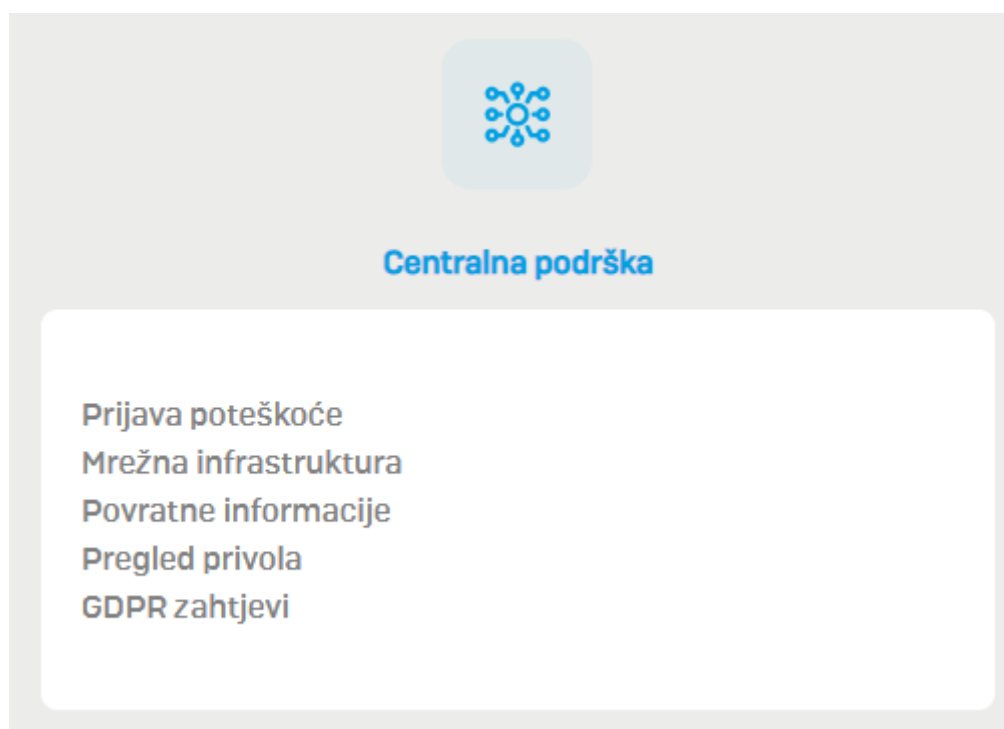 Centralna podrška
Prijava poteškoće
Mrežna infrastruktura
Povratne informacije
Pregled privola
GDPR zahtjevi